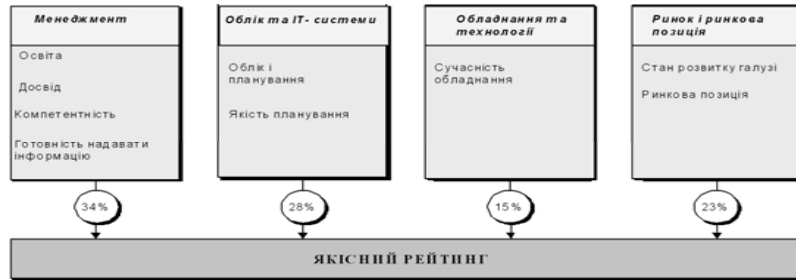 Менеджмент
Освіта
Досвід
Компетентність
Готовність надавати
інформацію
34%
Облік та ІТ- системи
Облік і
планування
Якість планування
28%
Обладнання та
технології
Сучасність
обладнання
15%
Ринок і ринкова
позиція
Стан розвитку галузі
Ринкова позиція
23%
ЯКІСНИЙ РЕЙТИНГ